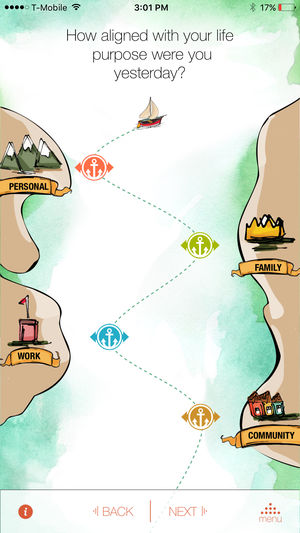 T-Mobile 3:01 PM 17%
How aligned with your life
purpose were you
yesterday?
PERSONAL
FAMILY
WORK
COMMUNITY
i BACK NEXT menu